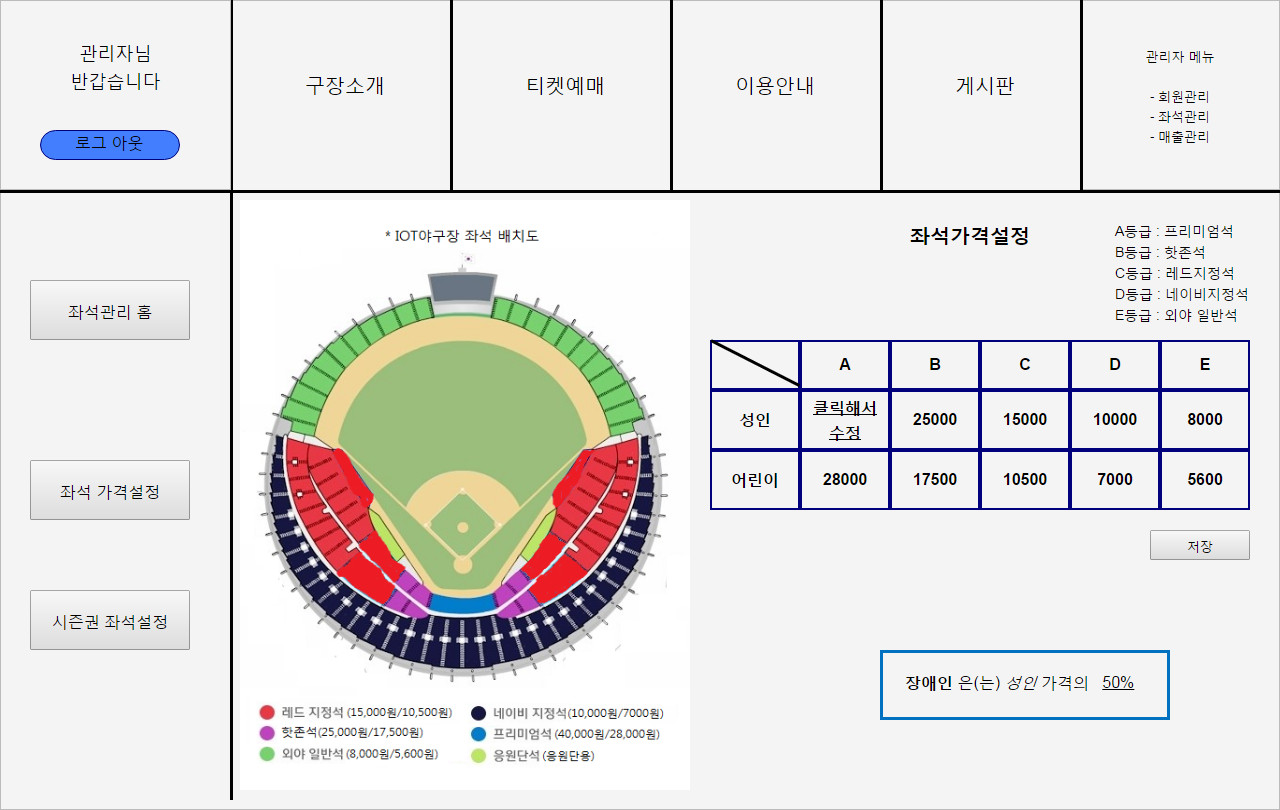 관리자님
반갑습니다
로그 아웃
구장소개
티켓예매
이용안내
게시판
관리자 메뉴
- 회원관리
- 좌석관리
- 매출관리
좌석관리 홈
좌석 가격설정
시즌권 좌석설정
* IOT야구장 좌석 배치도
레드 지정석 (15,000원/10,500원)
네이비 지정석(10,000원/7000원)
핫존석(25,000원/17,500원)
프리미엄석 (40,000원/28,000원)
외야 일반석 (8,000원/5,600원)
응원단석 (응원단용)
좌석가격설정
A등급 : 프리미엄석
B등급 : 핫존석
C등급 : 레드지정석
D등급 : 네이비지정석
E등급 : 외야 일반석
A B C D E
성인 클릭해서 수정 25000 15000 10000 8000
어린이 28000 17500 10500 7000 5600
저장
장애인 은(는) 성인 가격의 50%